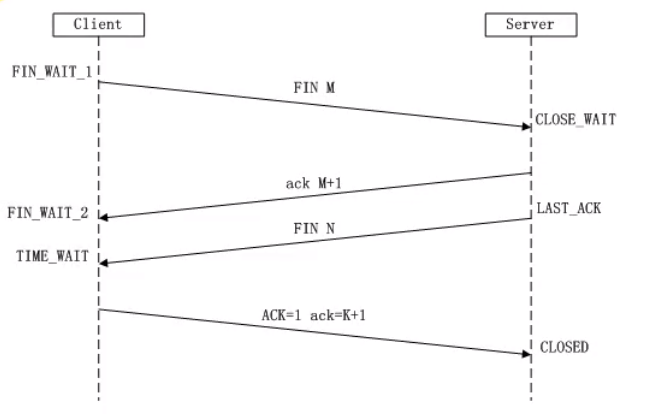 Client
Server
FIN_WAIT_1
FIN M
CLOSE_WAIT
ack M+1
FIN_WAIT_2
LAST_ACK
FIN N
TIME_WAIT
ACK=1 ack=K+1
CLOSED